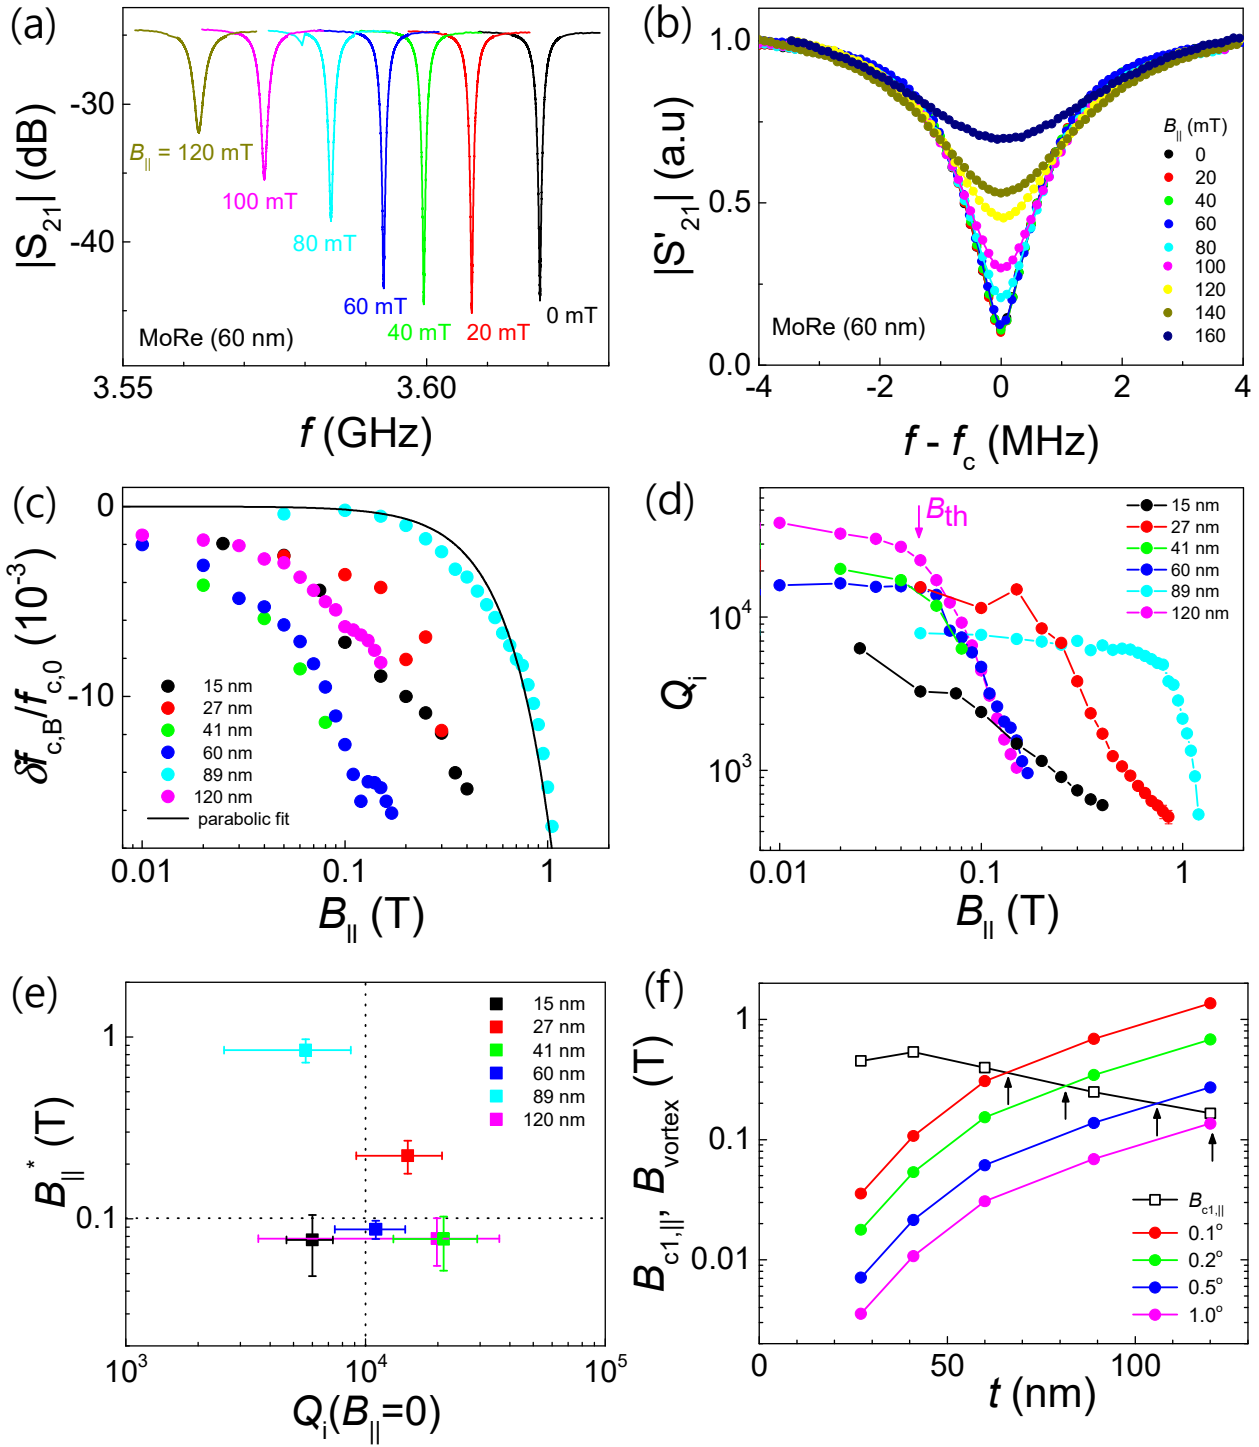 (a)
-30
-40
|S21| (dB)
B|| = 120 mT
100 mT
80 mT
60 mT
40 mT
20 mT
0 mT
MoRe (60 nm)
3.55
3.60
f (GHz)
(b)
1.0
0.5
0.0
|S'21| (a.u)
B|| (mT)
0
20
40
60
80
100
120
140
160
MoRe (60 nm)
-4
-2
0
2
4
f - fc (MHz)
(c)
0
-10
δfc,B/fc,0 (10-3)
15 nm
27 nm
41 nm
60 nm
89 nm
120 nm
parabolic fit
0.01
0.1
1
B|| (T)
(d)
Bth
15 nm
27 nm
41 nm
60 nm
89 nm
120 nm
10^4
10^3
Qi
0.01
0.1
1
B|| (T)
(e)
1
0.1
B||* (T)
15 nm
27 nm
41 nm
60 nm
89 nm
120 nm
10^3
10^4
10^5
Qi(B||=0)
(f)
1
0.1
0.01
Bc1,||, Bvortex (T)
Bc1,||
0.1°
0.2°
0.5°
1.0°
0
50
100
t (nm)